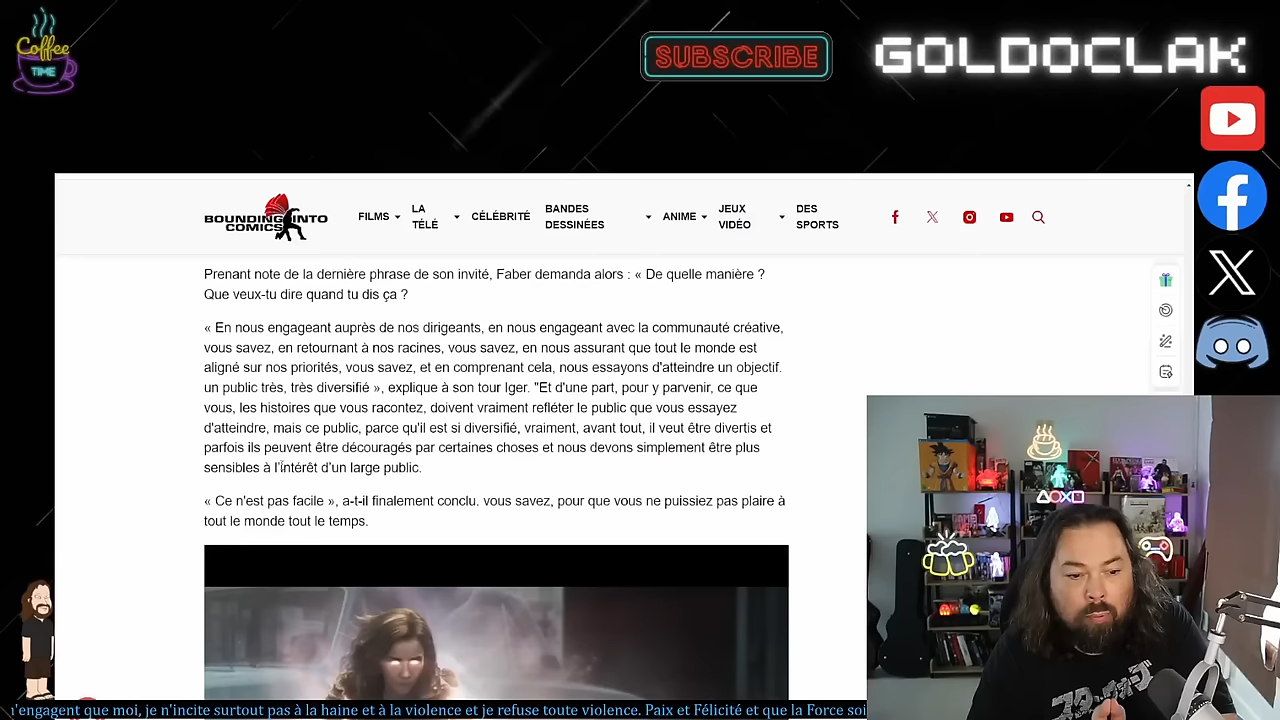 Coffee
TIME
SUBSCRIBE
GOLDOCLAK
BOUNDING INTO
COMICS
FILMS
LA
TÉLÉ
CÉLÉBRITÉ
BANDES
DESSINÉES
ANIME
JEUX
VIDÉO
DES
SPORTS
Prenant note de la dernière phrase de son invité, Faber demanda alors : « De quelle manière ?
Que veux-tu dire quand tu dis ça ?
« En nous engageant auprès de nos dirigeants, en nous engageant avec la communauté créative,
vous savez, en retournant à nos racines, vous savez, en nous assurant que tout le monde est
aligné sur nos priorités, vous savez, et en comprenant cela, nous essayons d'atteindre un objectif.
un public très, très diversifié », explique à son tour Iger. "Et d'une part, pour y parvenir, ce que
vous, les histoires que vous racontez, doivent vraiment refléter le public que vous essayez
d'atteindre, mais ce public, parce qu'il est si diversifié, vraiment, avant tout, il veut être divertis et
parfois ils peuvent être découragés par certaines choses et nous devons simplement être plus
sensibles à l'intérêt d'un large public.
« Ce n'est pas facile », a-t-il finalement conclu. vous savez, pour que vous ne puissiez pas plaire à
tout le monde tout le temps.
n'engagent que moi, je n'incite surtout pas à la haine et à la violence et je refuse toute violence. Paix et Félicité et que la Force soi